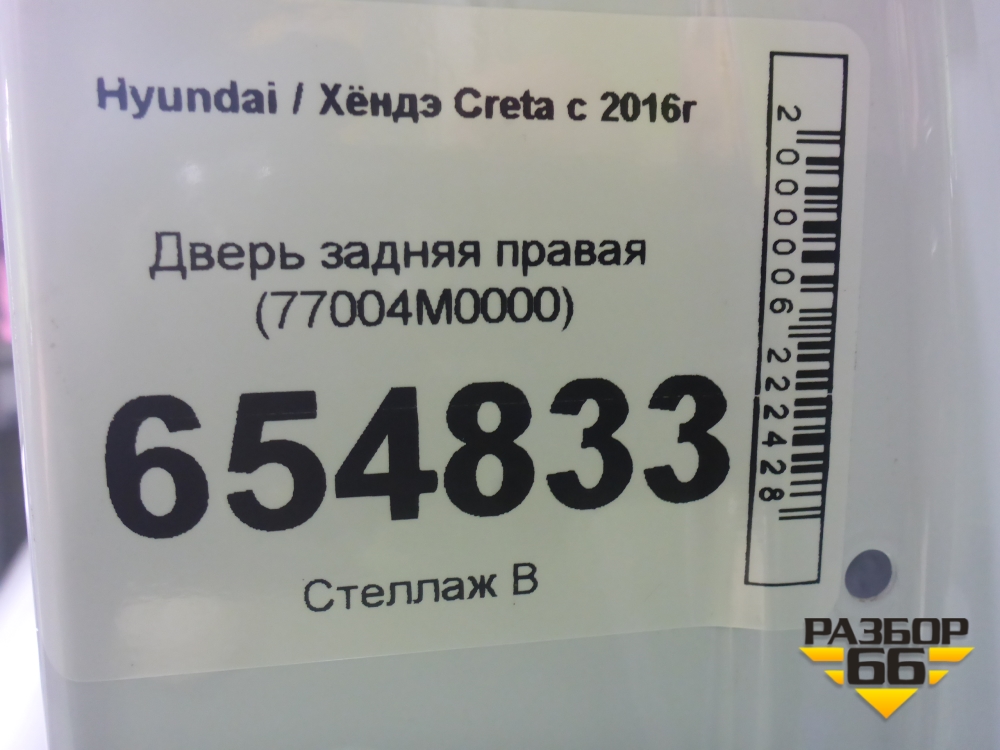 Hyundai / Хёндэ Creta с 2016г
Дверь задняя правая
(77004M0000)
654833
Стеллаж В
2000006222428
РАЗБОР
66